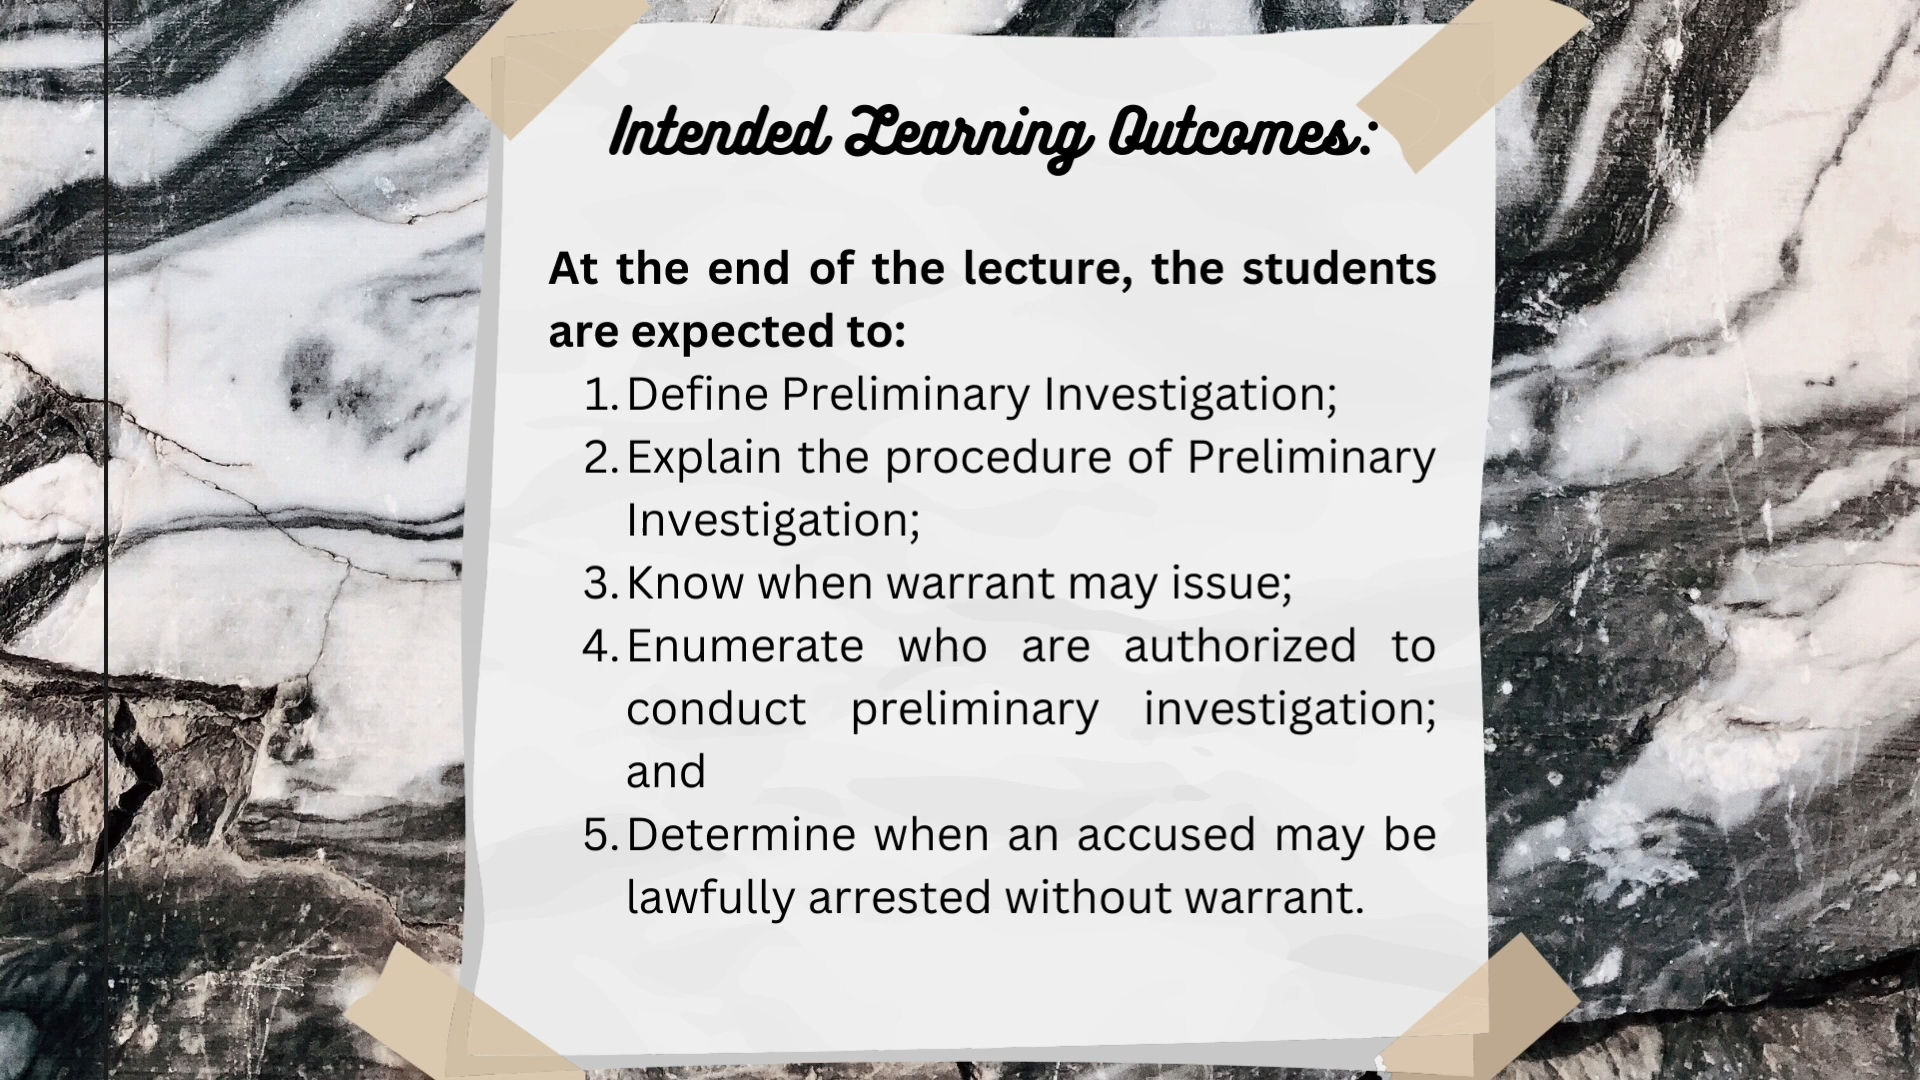 Intended Learning Outcomes:
At the end of the lecture, the students
are expected to:
1. Define Preliminary Investigation;
2. Explain the procedure of Preliminary
Investigation;
3. Know when warrant may issue;
4. Enumerate who are authorized to
conduct preliminary investigation;
and
5. Determine when an accused may be
lawfully arrested without warrant.